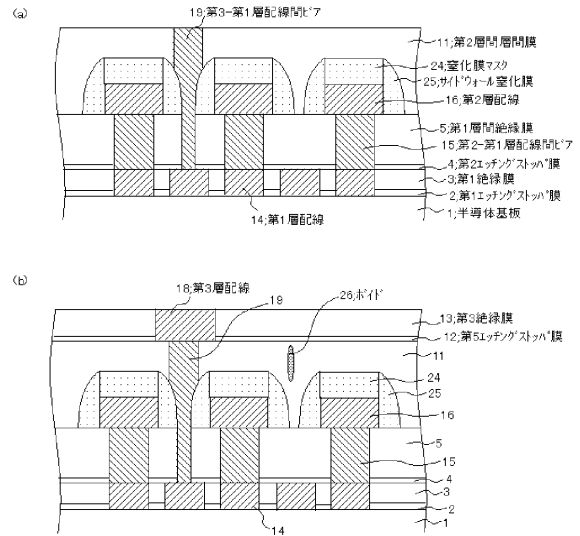 (a)
19;第3-第1層配線間ビア
11;第2層間層間膜
24;窒化膜マスク
25;サイドウォール窒化膜
16;第2層配線
5;第1層間絶縁膜
15;第2-第1層配線間ビア
4;第2エッチングストッパ膜
3;第1絶縁膜
2;第1エッチングストッパ膜
1;半導体基板
14;第1層配線
(b)
18;第3層配線
19
26;ボイド
13;第3絶縁膜
12;第5エッチングストッパ膜
11
24
25
16
5
15
4
3
2
1
14